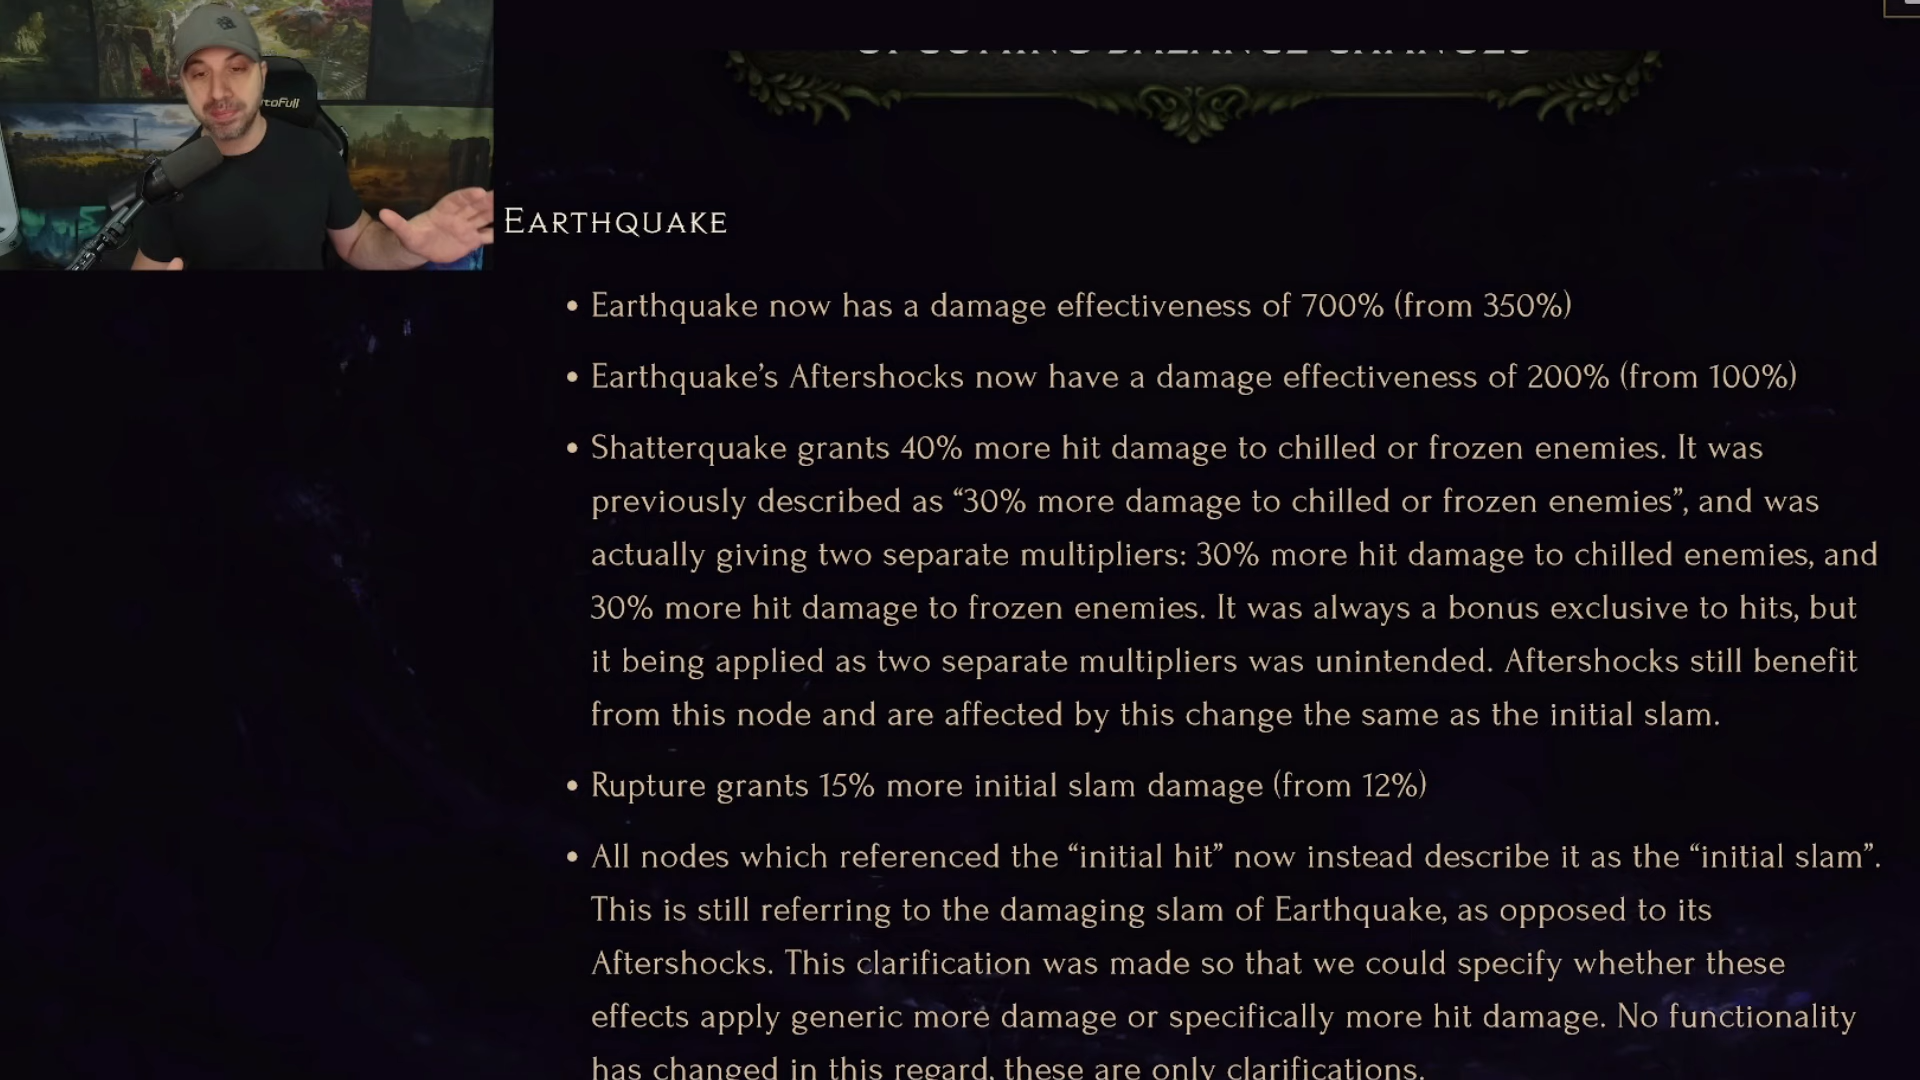 UPCOMING BALANCE CHANGES
EARTHQUAKE
• Earthquake now has a damage effectiveness of 700% (from 350%)
• Earthquake’s Aftershocks now have a damage effectiveness of 200% (from 100%)
• Shatterquake grants 40% more hit damage to chilled or frozen enemies. It was
previously described as “30% more damage to chilled or frozen enemies”, and was
actually giving two separate multipliers: 30% more hit damage to chilled enemies, and
30% more hit damage to frozen enemies. It was always a bonus exclusive to hits, but
it being applied as two separate multipliers was unintended. Aftershocks still benefit
from this node and are affected by this change the same as the initial slam.
• Rupture grants 15% more initial slam damage (from 12%)
• All nodes which referenced the “initial hit” now instead describe it as the “initial slam”.
This is still referring to the damaging slam of Earthquake, as opposed to its
Aftershocks. This clarification was made so that we could specify whether these
effects apply generic more damage or specifically more hit damage. No functionality
has changed in this regard, these are only clarifications.